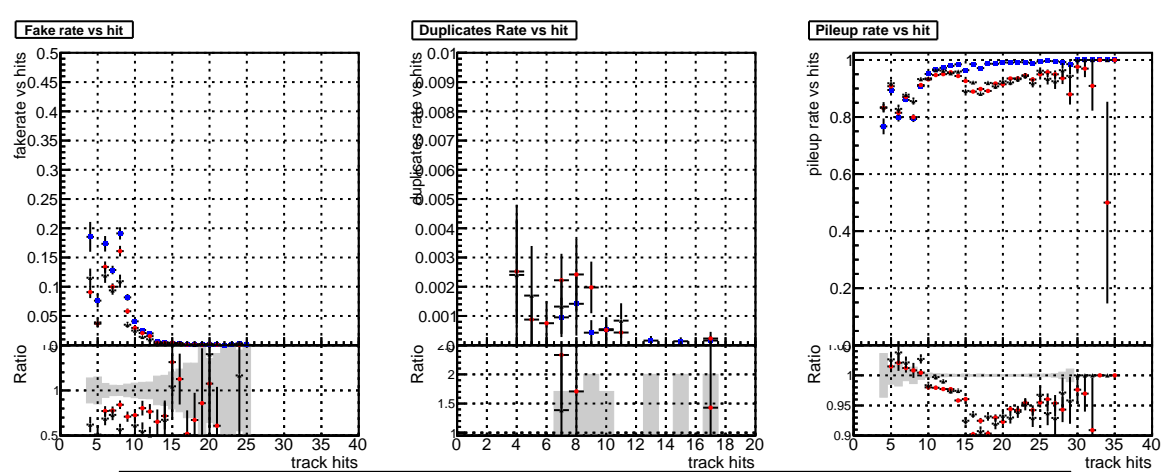 Fake rate vs hit
fakerate vs hits
0.5
0.45
0.4
0.35
0.3
0.25
0.2
0.15
0.1
0.05
Ratio
1
0.5
0 5 10 15 20 25 30 35 40
track hits
Duplicates Rate vs hit
duplicates rate vs hits
0.01
0.009
0.008
0.007
0.006
0.005
0.004
0.003
0.002
0.001
Ratio
2
1.5
1
0 2 4 6 8 10 12 14 16 18 20
track hits
Pileup rate vs hit
pileup rate vs hits
1
0.8
0.6
0.4
0.2
Ratio
1
0.95
0.9
0 5 10 15 20 25 30 35 40
track hits